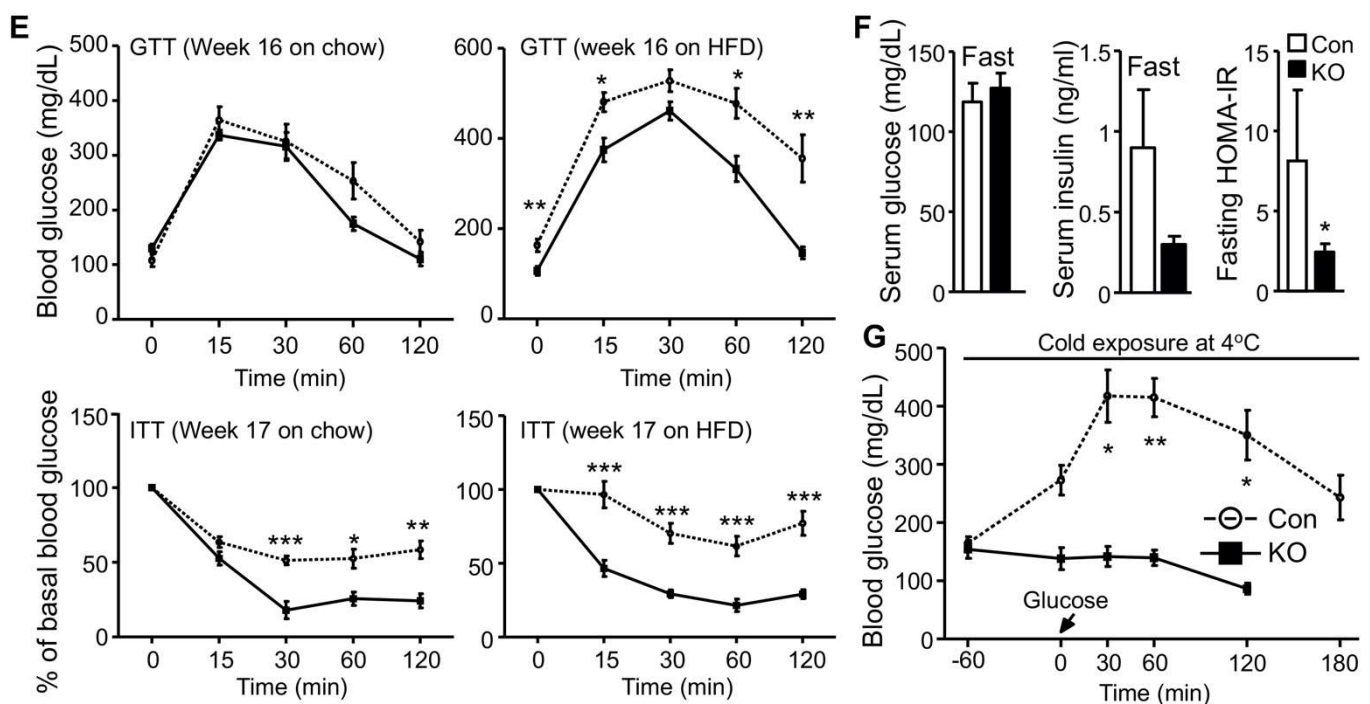 E
GTT (Week 16 on chow)
Blood glucose (mg/dL)
500
400
300
200
100
0
0 15 30 60 120
Time (min)
GTT (week 16 on HFD)
600
400
200
0
** * * **
0 15 30 60 120
Time (min)
ITT (Week 17 on chow)
% of basal blood glucose
150
100
50
0
*** * **
0 15 30 60 120
Time (min)
ITT (week 17 on HFD)
150
100
50
0
*** *** *** ***
0 15 30 60 120
Time (min)
F
Serum glucose (mg/dL)
150
100
50
0
Fast
Serum insulin (ng/ml)
1.5
1
0.5
0
Fast
Fasting HOMA-IR
15
10
5
0
*
Con
KO
G
Cold exposure at 4ºC
Blood glucose (mg/dL)
500
400
300
200
100
0
* ** *
Con
KO
Glucose
-60 0 30 60 120 180
Time (min)